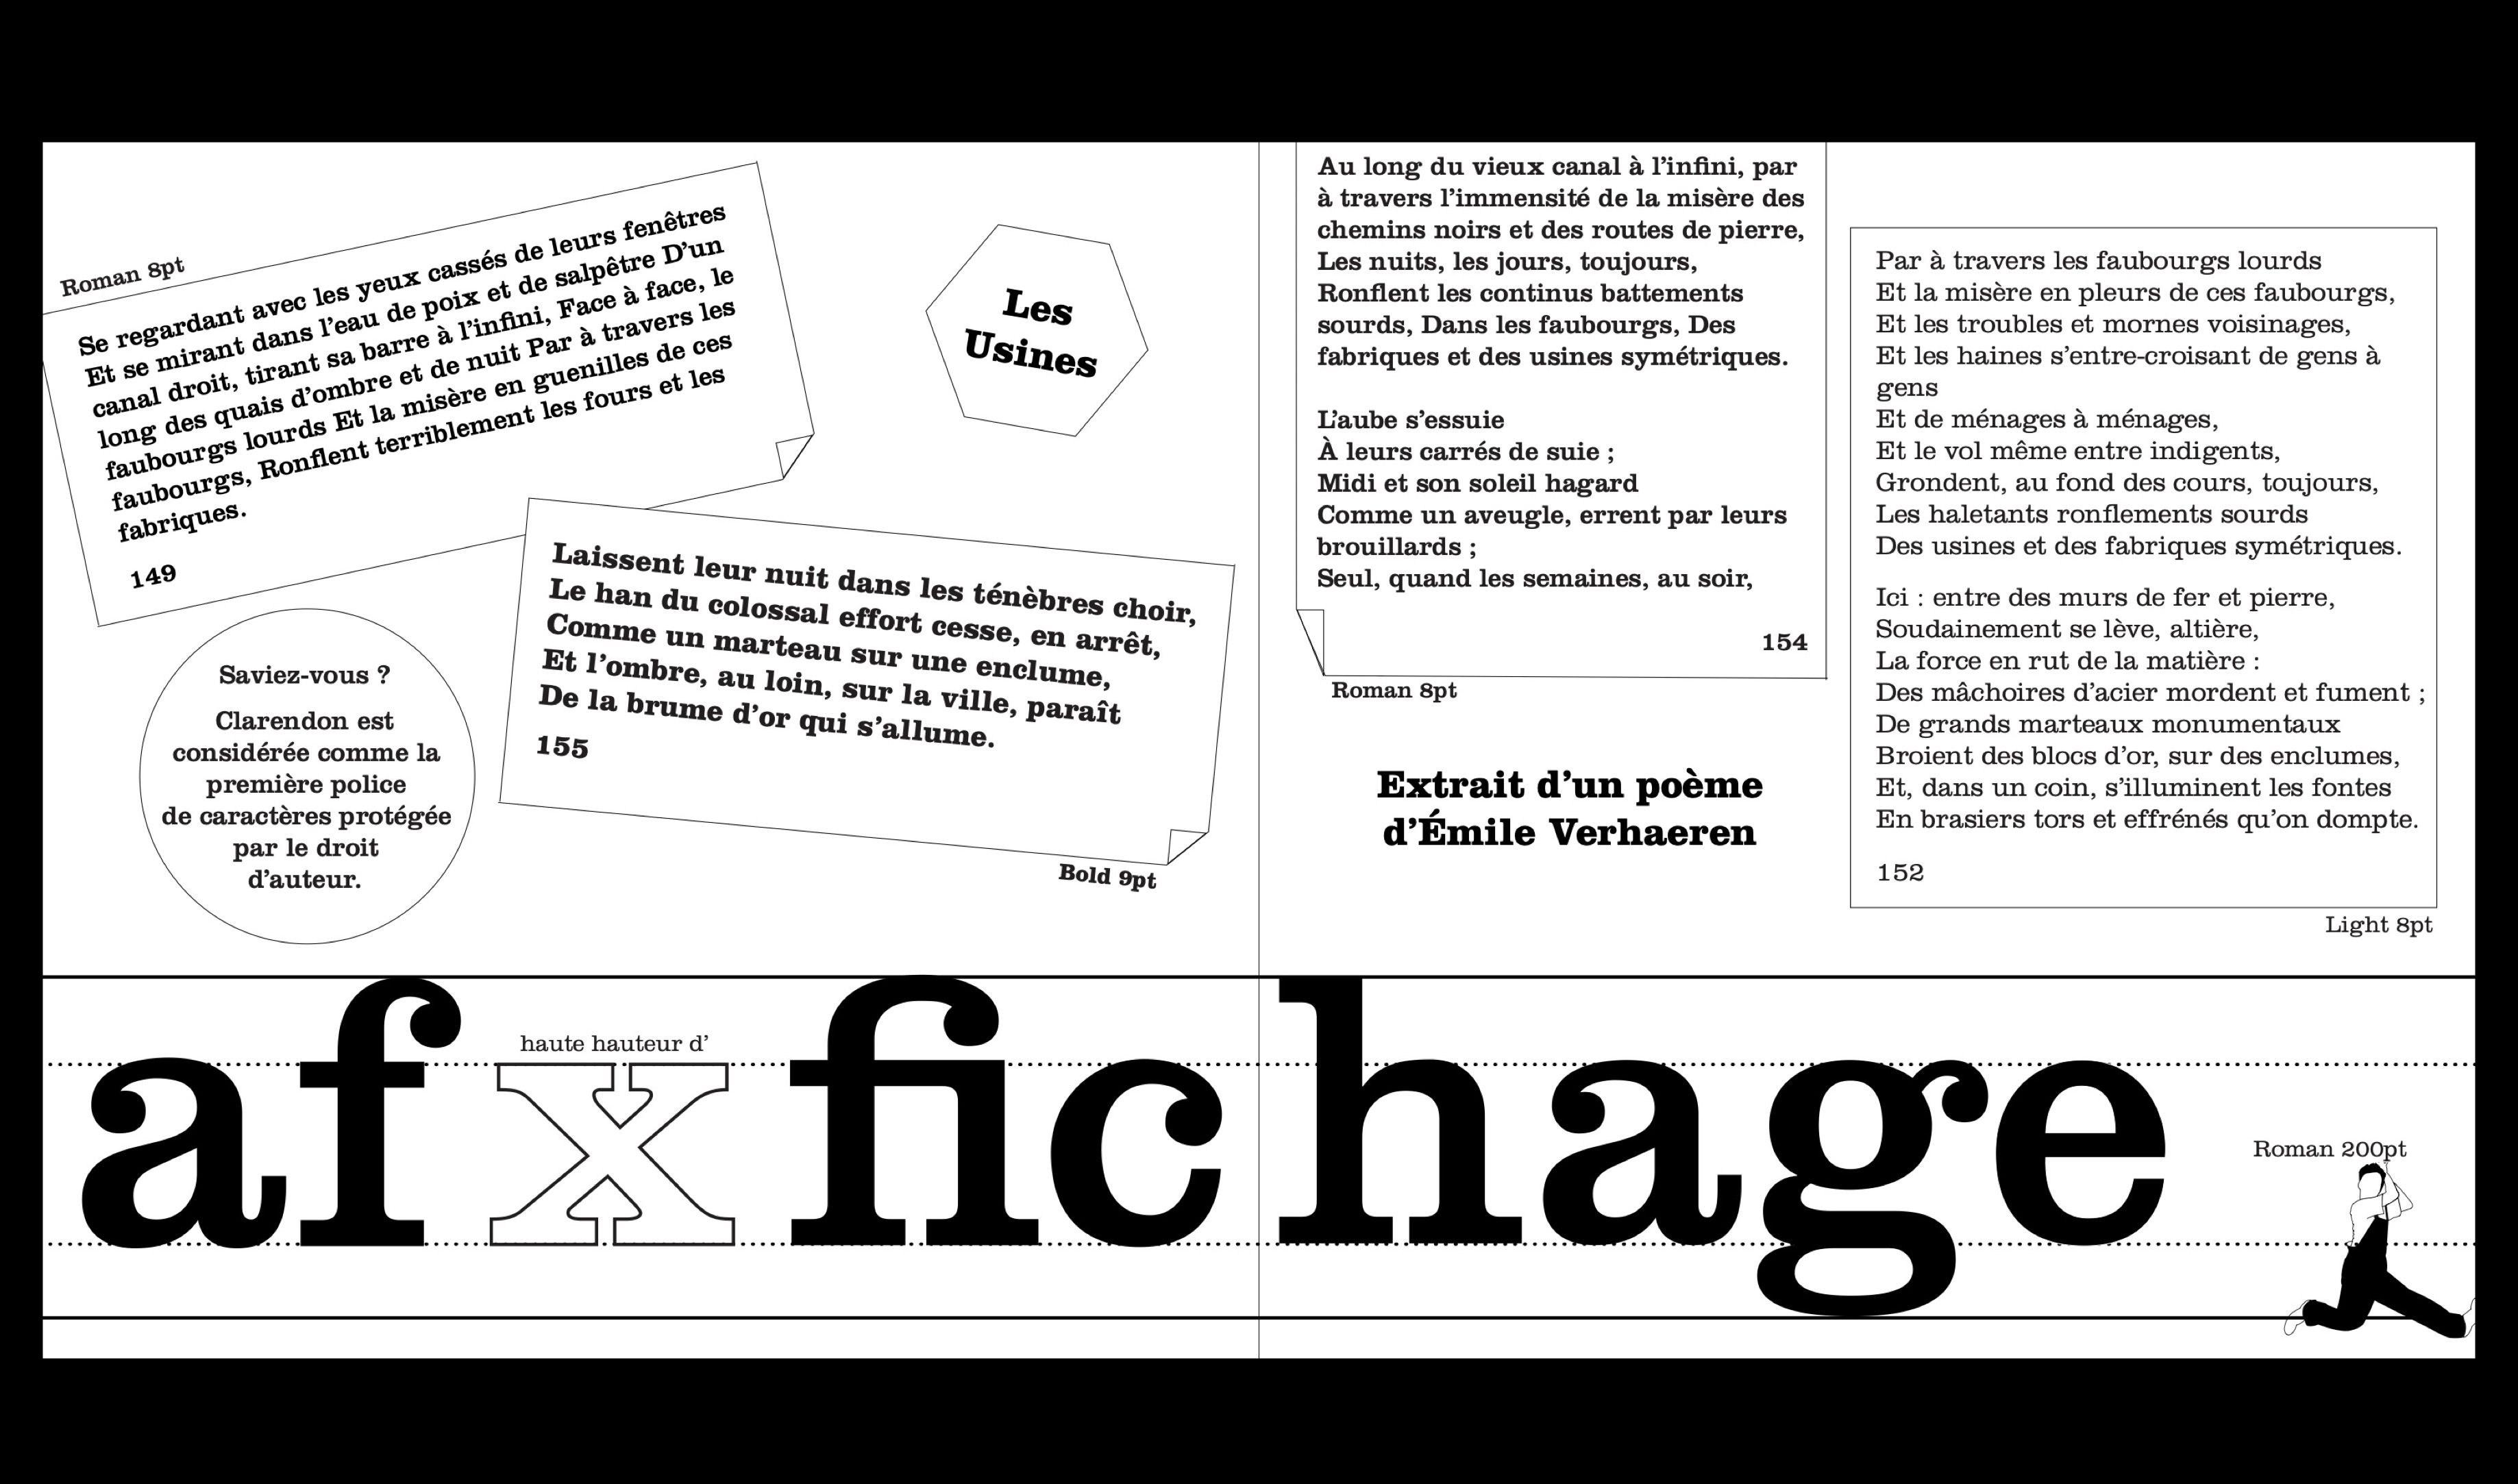 Roman 8pt
Se regardant avec les yeux cassés de leurs fenêtres
Et se mirant dans l’eau de poix et de salpêtre D’un
canal droit, tirant sa barre à l’infini, Face à face, le
long des quais d’ombre et de nuit Par à travers les
faubourgs lourds Et la misère en guenilles de ces
faubourgs, Ronflent terriblement les fours et les
fabriques.
149
Les
Usines
Laissent leur nuit dans les ténèbres choir,
Le han du colossal effort cesse, en arrêt,
Comme un marteau sur une enclume,
Et l’ombre, au loin, sur la ville, paraît
De la brume d’or qui s’allume.
155
Bold 9pt
Saviez-vous ?
Clarendon est
considérée comme la
première police
de caractères protégée
par le droit
d’auteur.
Au long du vieux canal à l’infini, par
à travers l’immensité de la misère des
chemins noirs et des routes de pierre,
Les nuits, les jours, toujours,
Ronflent les continus battements
sourds, Dans les faubourgs, Des
fabriques et des usines symétriques.
L’aube s’essuie
À leurs carrés de suie ;
Midi et son soleil hagard
Comme un aveugle, errent par leurs
brouillards ;
Seul, quand les semaines, au soir,
154
Roman 8pt
Extrait d’un poème
d’Émile Verhaeren
Par à travers les faubourgs lourds
Et la misère en pleurs de ces faubourgs,
Et les troubles et mornes voisinages,
Et les haines s’entre-croisant de gens à
gens
Et de ménages à ménages,
Et le vol même entre indigents,
Grondent, au fond des cours, toujours,
Les haletants ronflements sourds
Des usines et des fabriques symétriques.
Ici : entre des murs de fer et pierre,
Soudainement se lève, altière,
La force en rut de la matière :
Des mâchoires d’acier mordent et fument ;
De grands marteaux monumentaux
Broient des blocs d’or, sur des enclumes,
Et, dans un coin, s’illuminent les fontes
En brasiers tors et effrénés qu’on dompte.
152
Light 8pt
haute hauteur d’
af x fichage
Roman 200pt